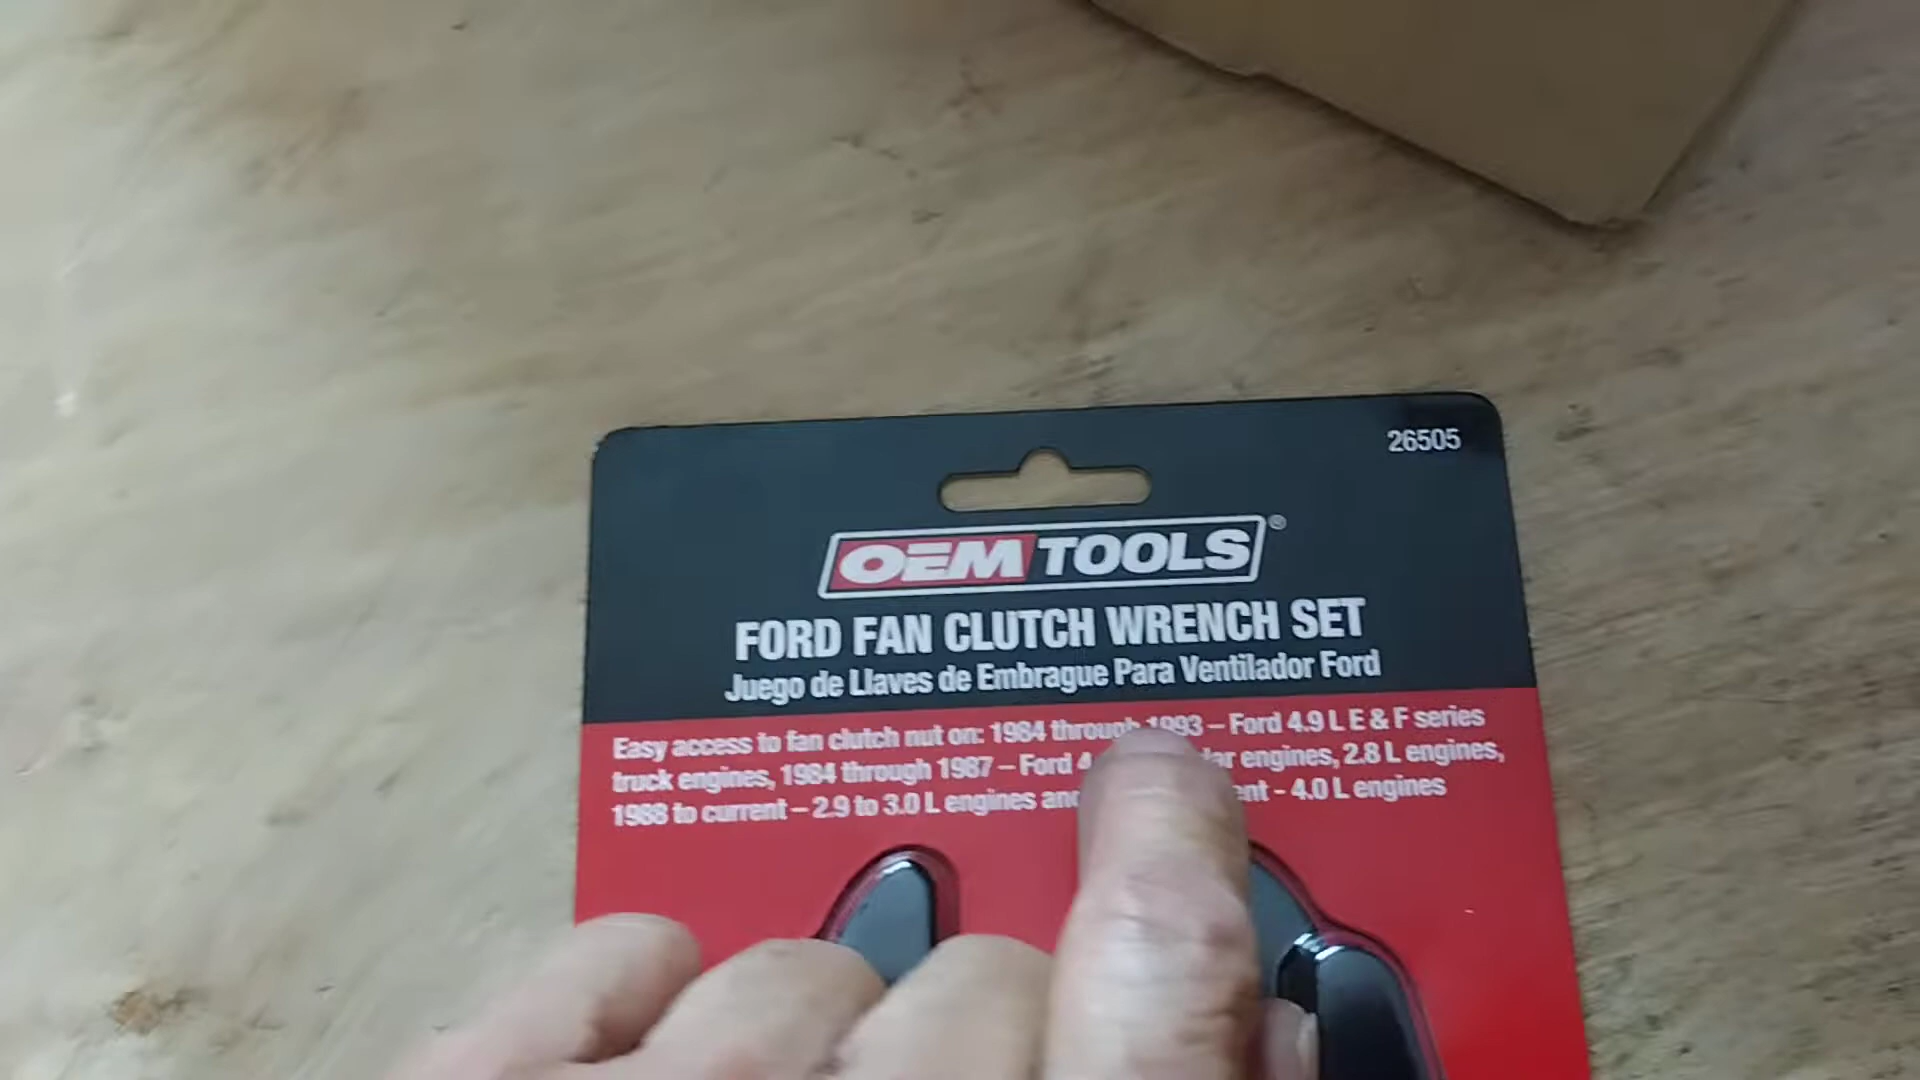 26505
OEM TOOLS®
FORD FAN CLUTCH WRENCH SET
Juego de Llaves de Embrague Para Ventilador Ford
Easy access to fan clutch nut on: 1984 through 1993 – Ford 4.9 L E & F series
truck engines, 1984 through 1987 – Ford engines, 2.8 L engines,
1988 to current – 2.9 to 3.0 L engines - 4.0 L engines